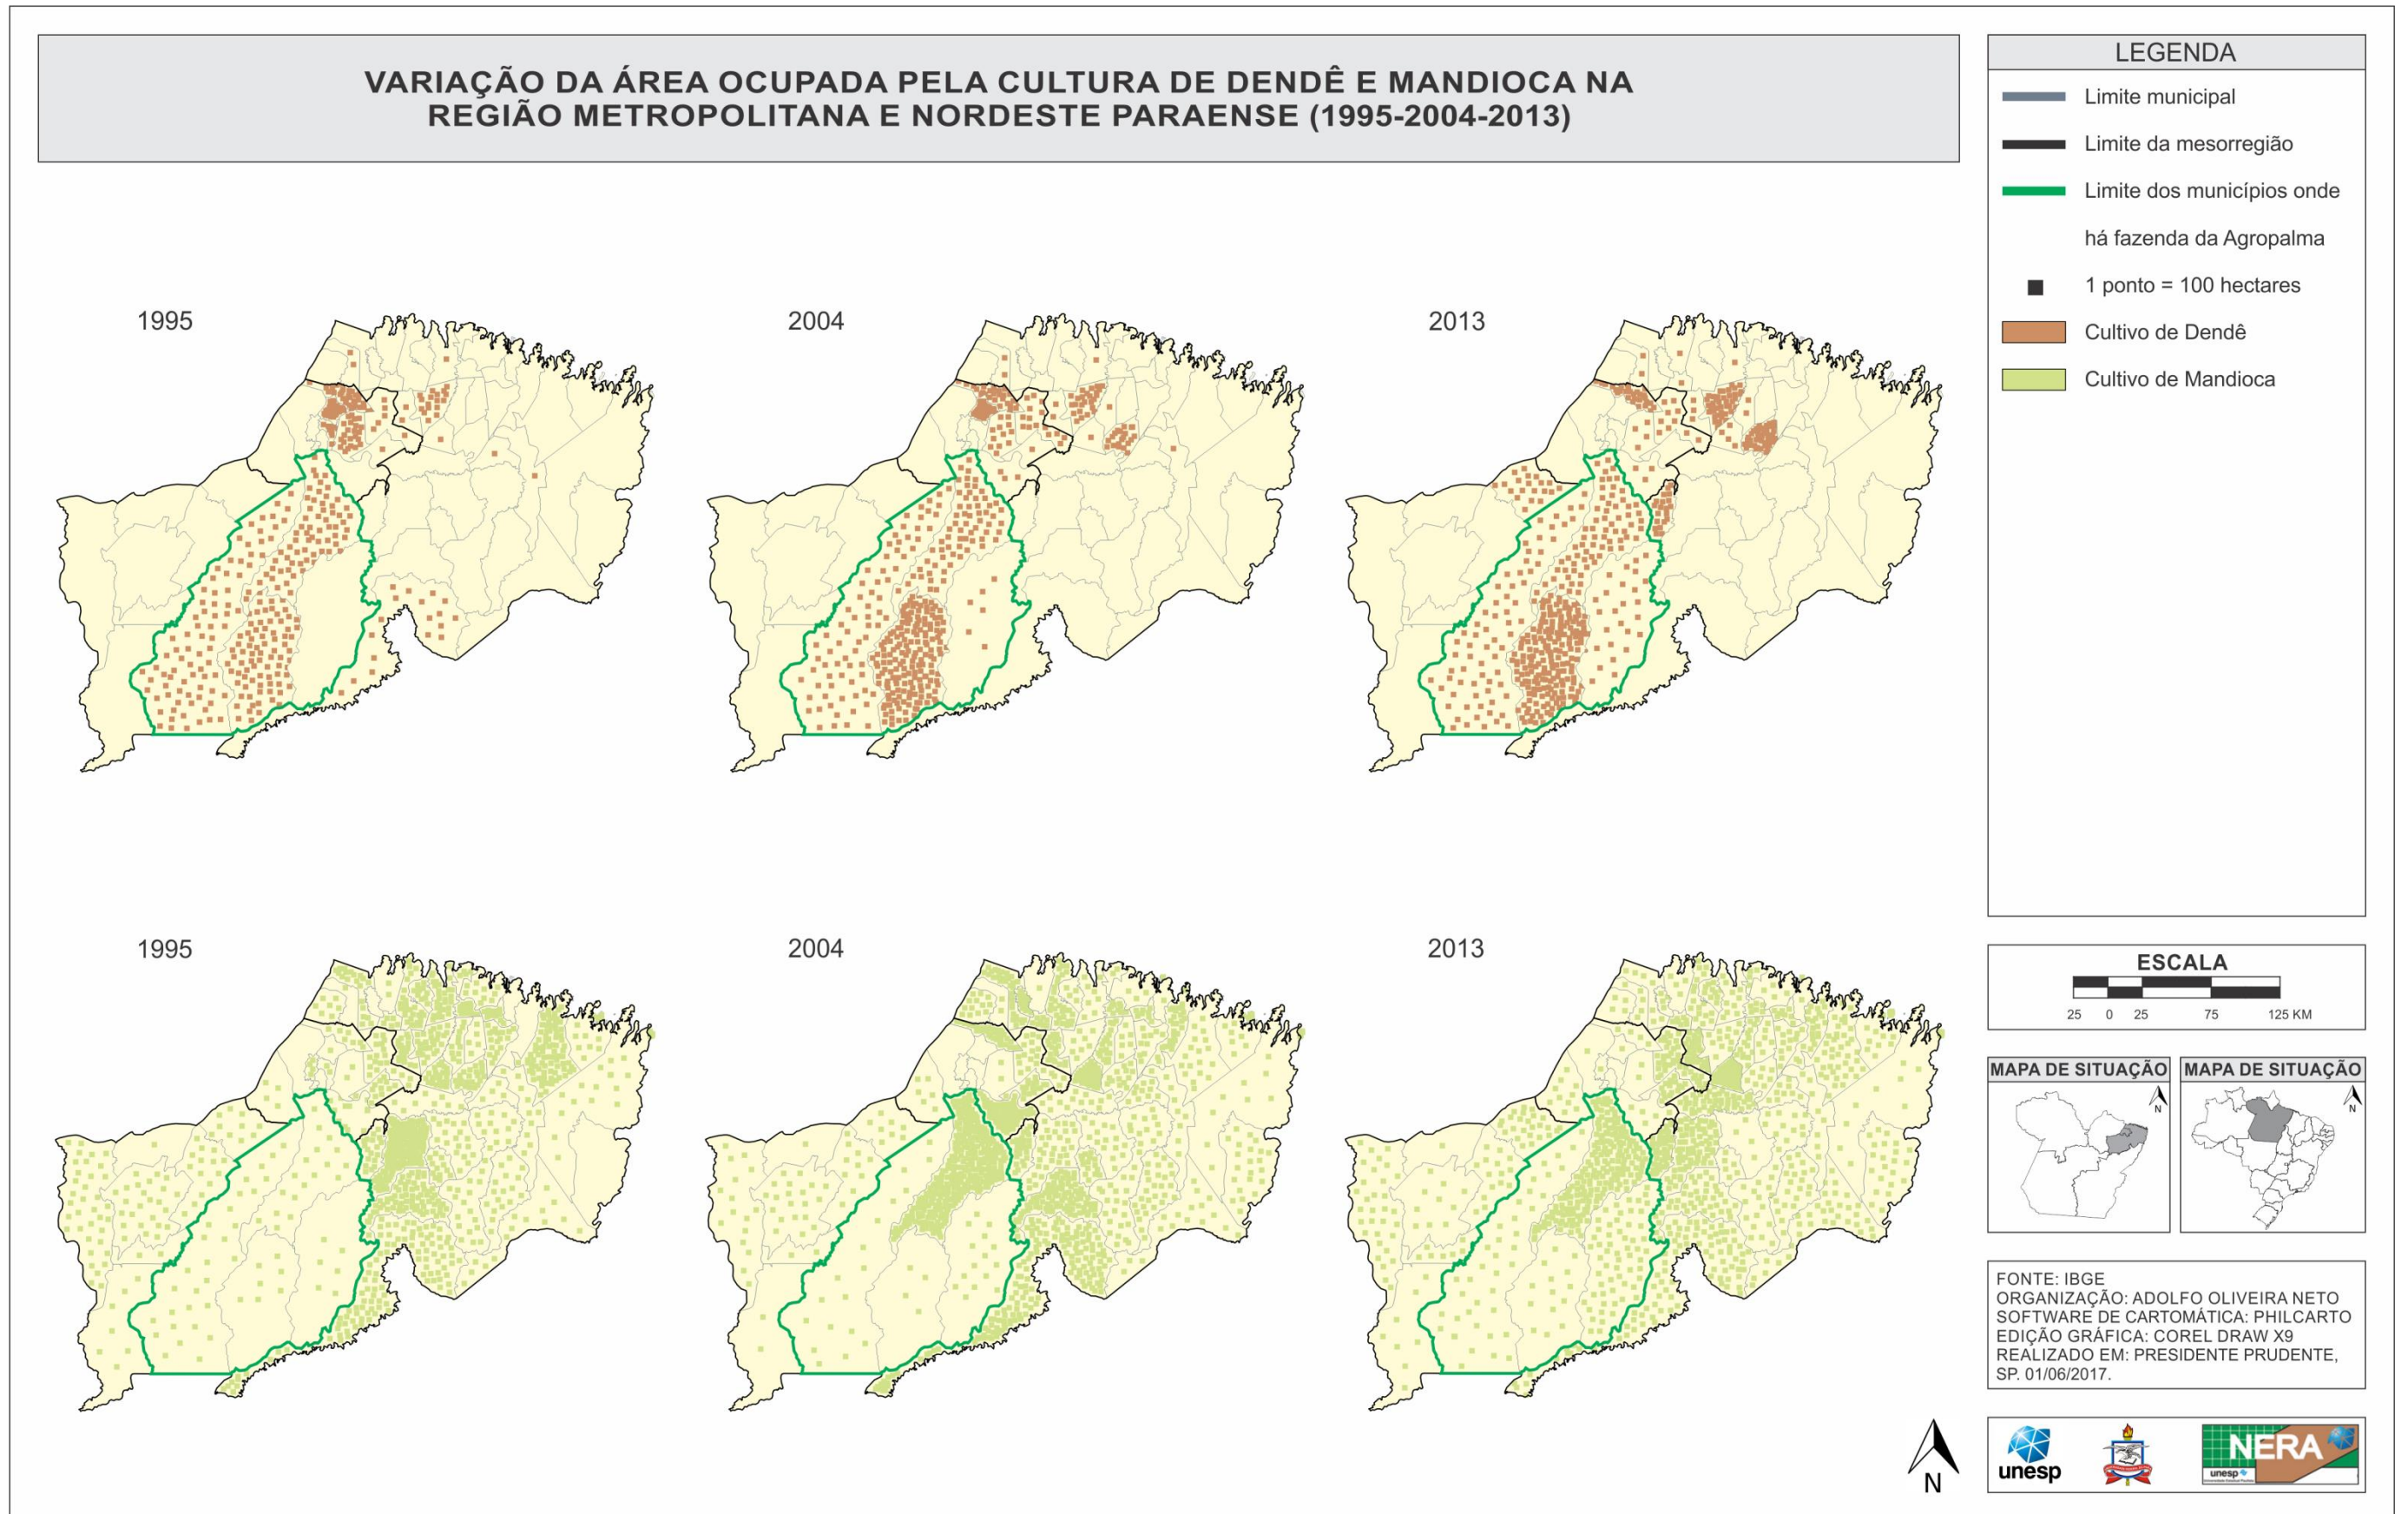 VARIAÇÃO DA ÁREA OCUPADA PELA CULTURA DE DENDÊ E MANDIOCA NA
REGIÃO METROPOLITANA E NORDESTE PARAENSE (1995-2004-2013)
1995
2004
2013
1995
2004
2013
LEGENDA
Limite municipal
Limite da mesorregião
Limite dos municípios onde
há fazenda da Agropalma
1 ponto = 100 hectares
Cultivo de Dendê
Cultivo de Mandioca
ESCALA
25 0 25 75 125 KM
MAPA DE SITUAÇÃO
N
MAPA DE SITUAÇÃO
N
FONTE: IBGE
ORGANIZAÇÃO: ADOLFO OLIVEIRA NETO
SOFTWARE DE CARTOMÁTICA: PHILCARTO
EDIÇÃO GRÁFICA: COREL DRAW X9
REALIZADO EM: PRESIDENTE PRUDENTE,
SP. 01/06/2017.
N
unesp
NERA
unesp